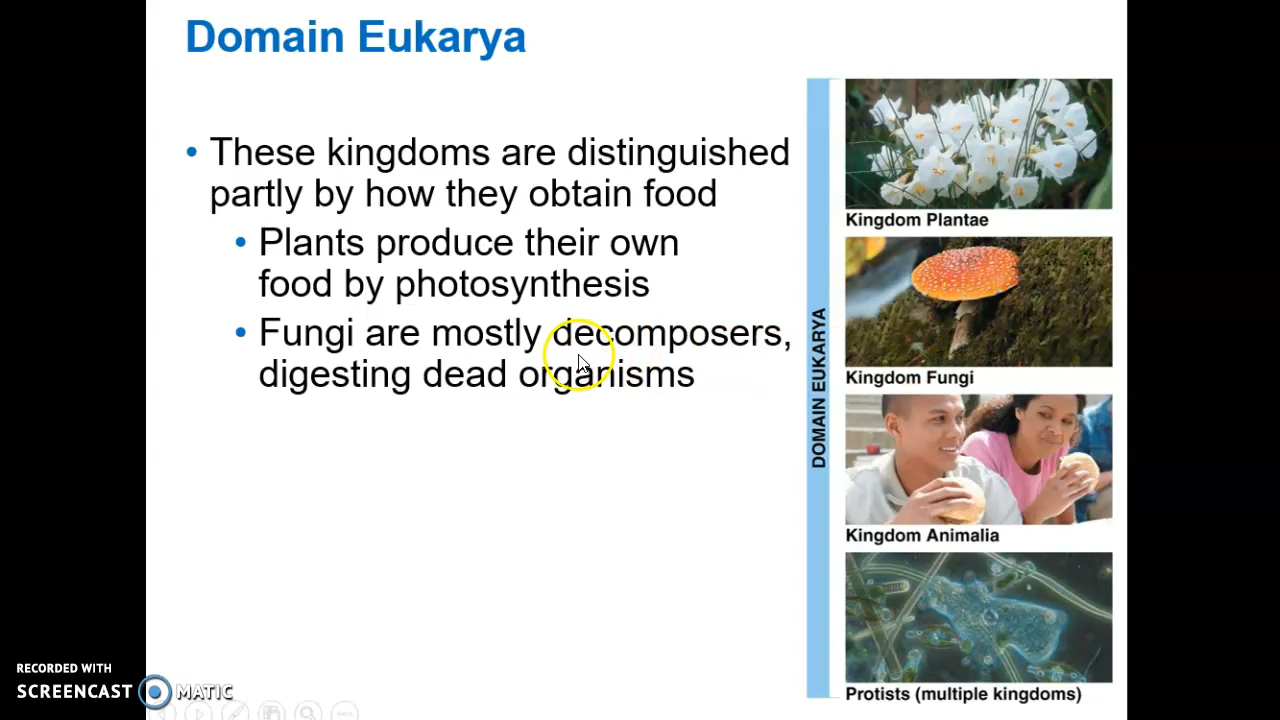 Domain Eukarya
• These kingdoms are distinguished
partly by how they obtain food
• Plants produce their own
food by photosynthesis
• Fungi are mostly decomposers,
digesting dead organisms
DOMAIN EUKARYA
Kingdom Plantae
Kingdom Fungi
Kingdom Animalia
Protists (multiple kingdoms)
RECORDED WITH
SCREENCAST MATIC